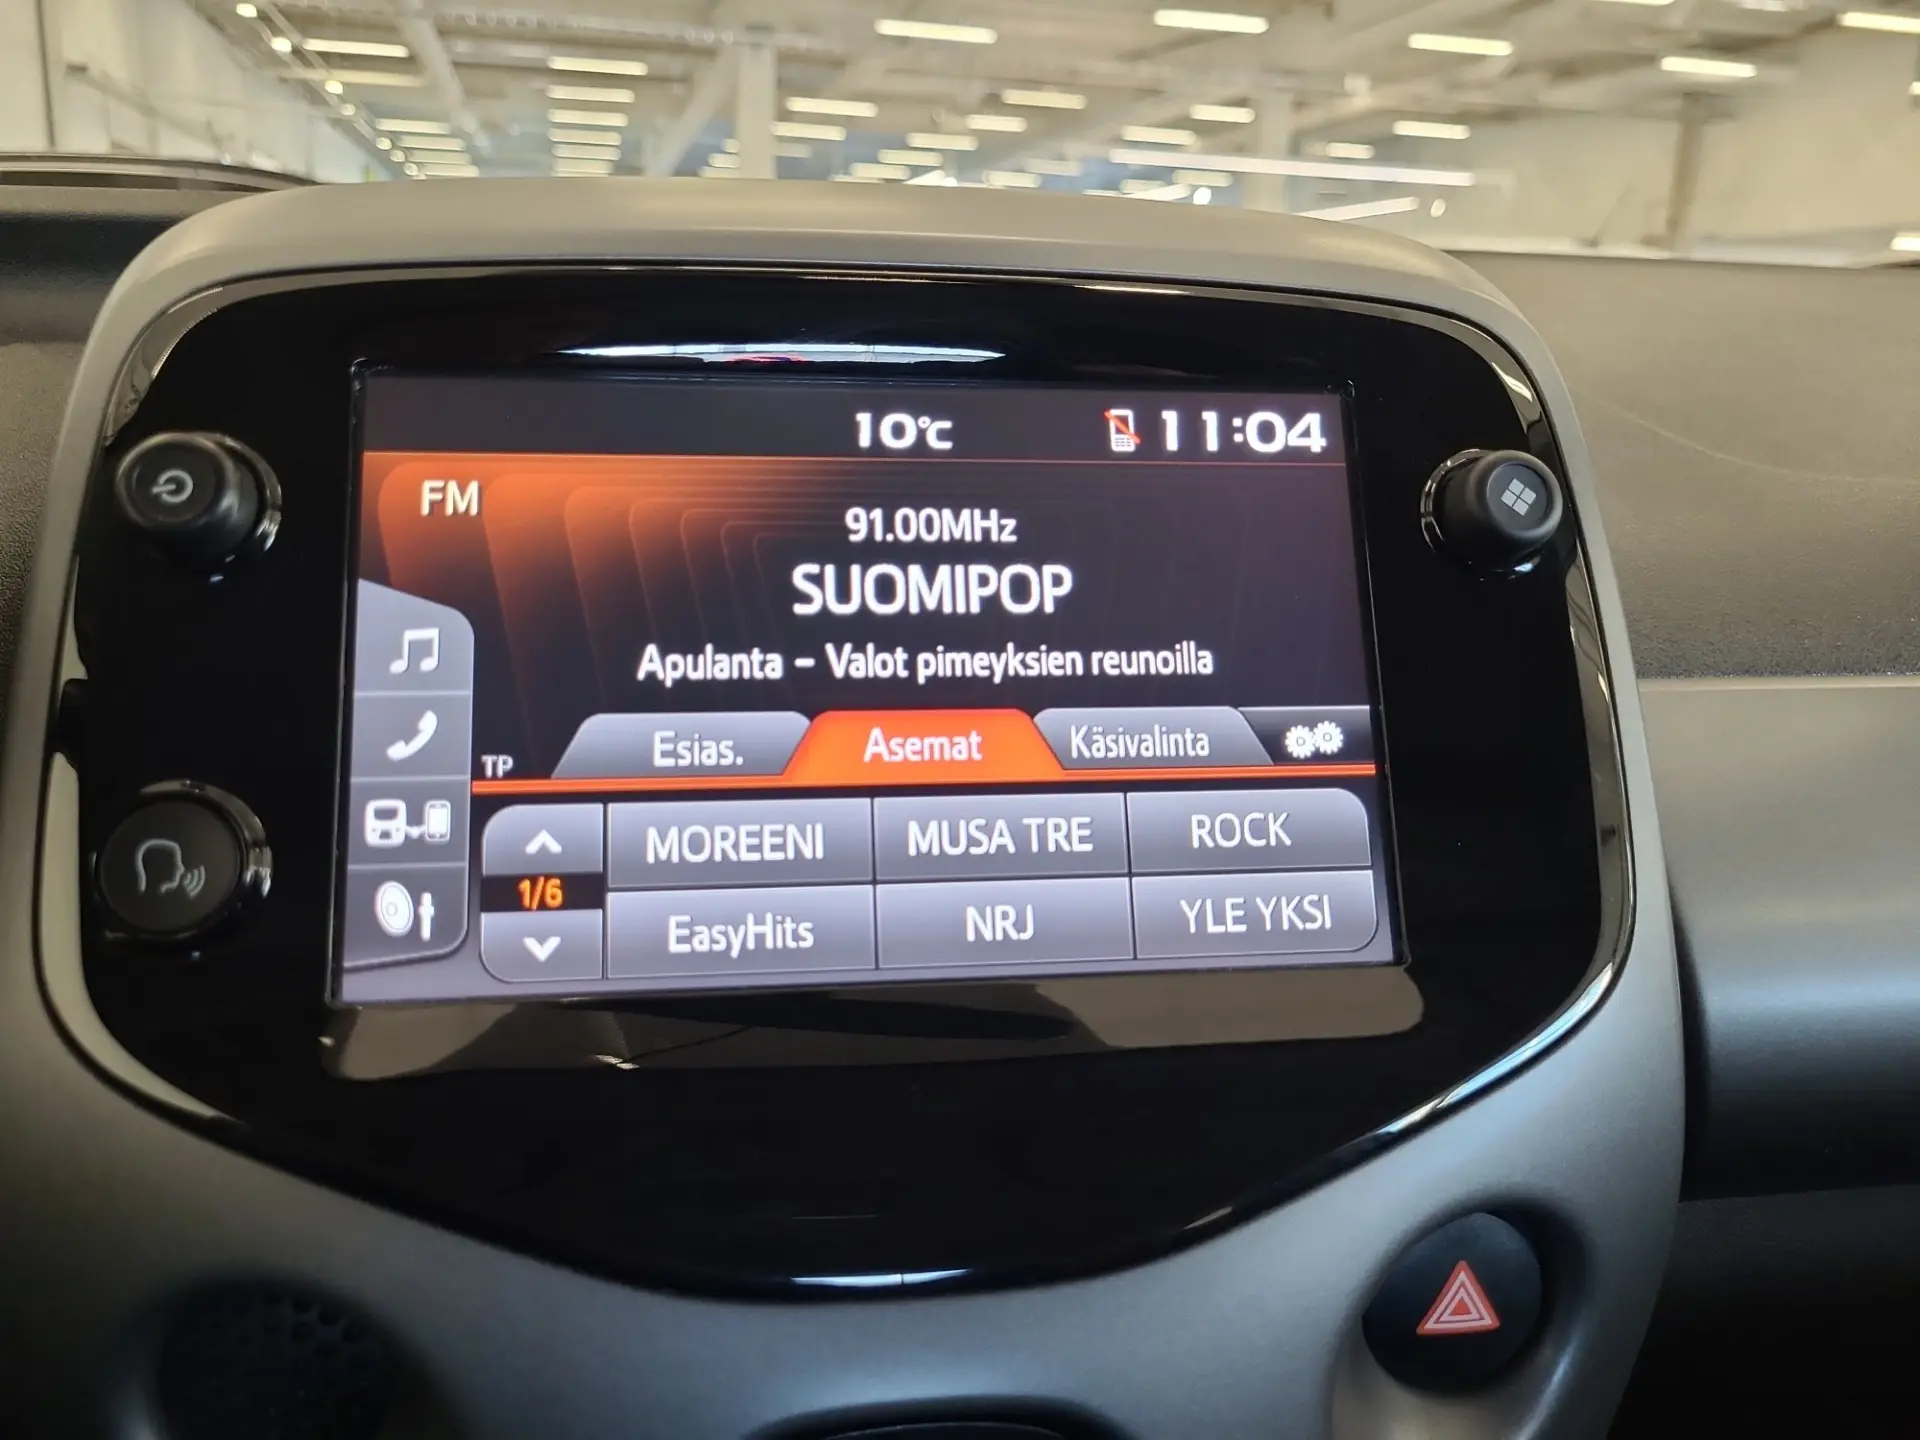 10°C 11:04
FM
91.00MHz
SUOMIPOP
Apulanta – Valot pimeyksien reunoilla
TP Esias. Asemat Käsivalinta
MOREENI MUSA TRE ROCK
1/6
EasyHits NRJ YLE YKSI